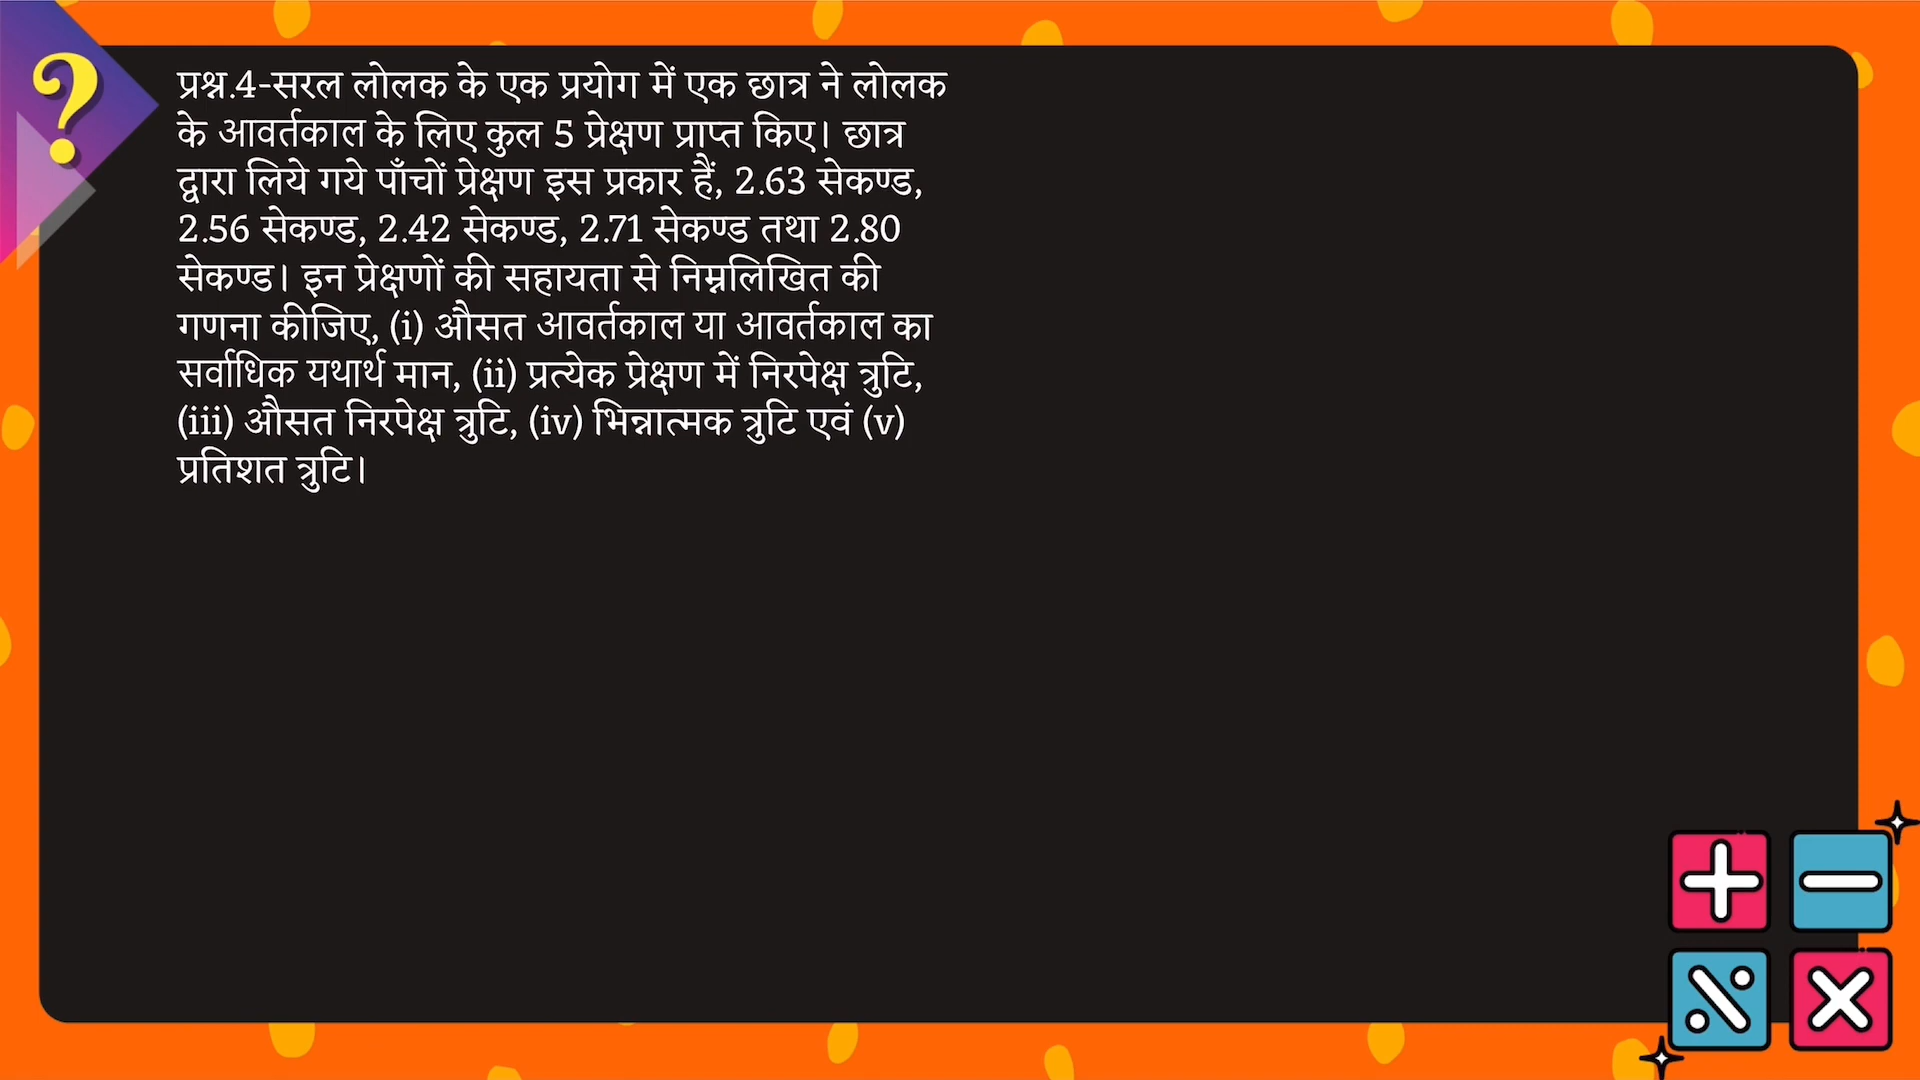 प्रश्न.4-सरल लोलक के एक प्रयोग में एक छात्र ने लोलक
के आवर्तकाल के लिए कुल 5 प्रेक्षण प्राप्त किए। छात्र
द्वारा लिये गये पाँचों प्रेक्षण इस प्रकार हैं, 2.63 सेकण्ड,
2.56 सेकण्ड, 2.42 सेकण्ड, 2.71 सेकण्ड तथा 2.80
सेकण्ड। इन प्रेक्षणों की सहायता से निम्नलिखित की
गणना कीजिए, (i) औसत आवर्तकाल या आवर्तकाल का
सर्वाधिक यथार्थ मान, (ii) प्रत्येक प्रेक्षण में निरपेक्ष त्रुटि,
(iii) औसत निरपेक्ष त्रुटि, (iv) भिन्नात्मक त्रुटि एवं (v)
प्रतिशत त्रुटि।